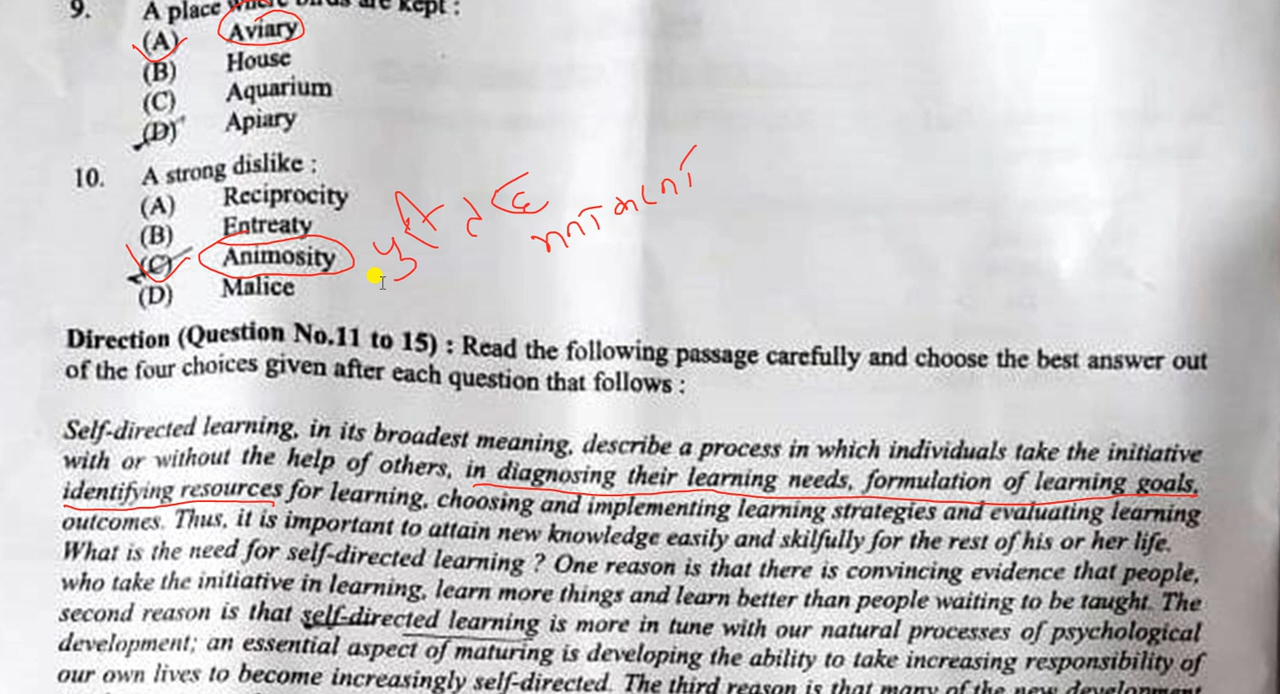 9. A place where birds are kept :
(A) Aviary
(B) House
(C) Aquarium
(D) Apiary
10. A strong dislike :
(A) Reciprocity
(B) Entreaty
(C) Animosity
(D) Malice
Direction (Question No.11 to 15) : Read the following passage carefully and choose the best answer out
of the four choices given after each question that follows :
Self-directed learning, in its broadest meaning, describe a process in which individuals take the initiative
with or without the help of others, in diagnosing their learning needs, formulation of learning goals,
identifying resources for learning, choosing and implementing learning strategies and evaluating learning
outcomes. Thus, it is important to attain new knowledge easily and skilfully for the rest of his or her life.
What is the need for self-directed learning ? One reason is that there is convincing evidence that people,
who take the initiative in learning, learn more things and learn better than people waiting to be taught. The
second reason is that self-directed learning is more in tune with our natural processes of psychological
development; an essential aspect of maturing is developing the ability to take increasing responsibility of
our own lives to become increasingly self-directed. The third reason is that many of the new development